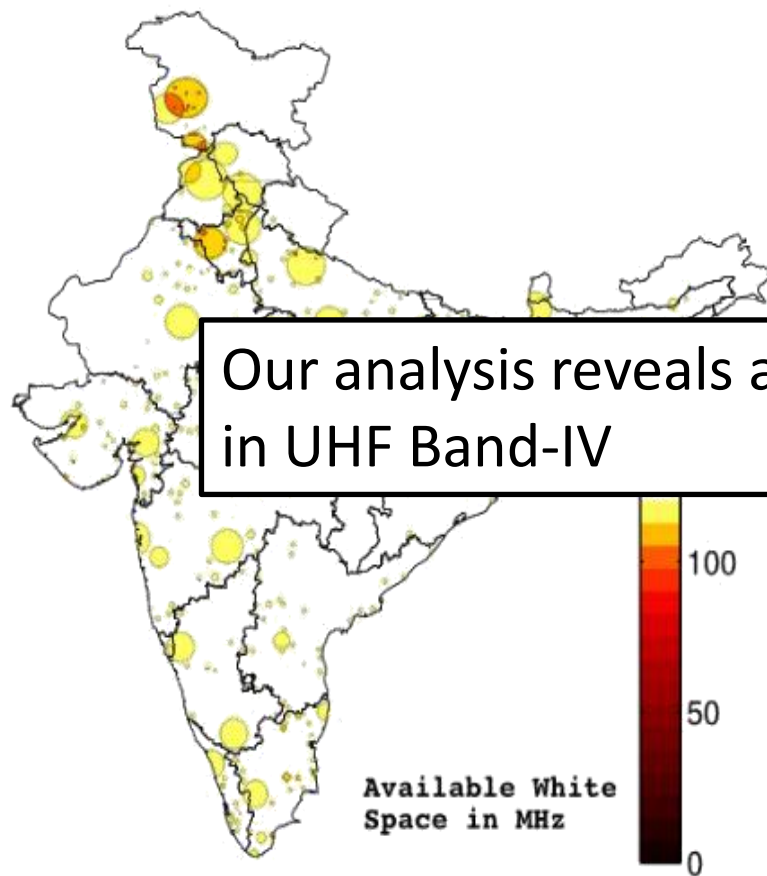 Our analysis reveals a
in UHF Band-IV
100
50
Available White
Space in MHz
0